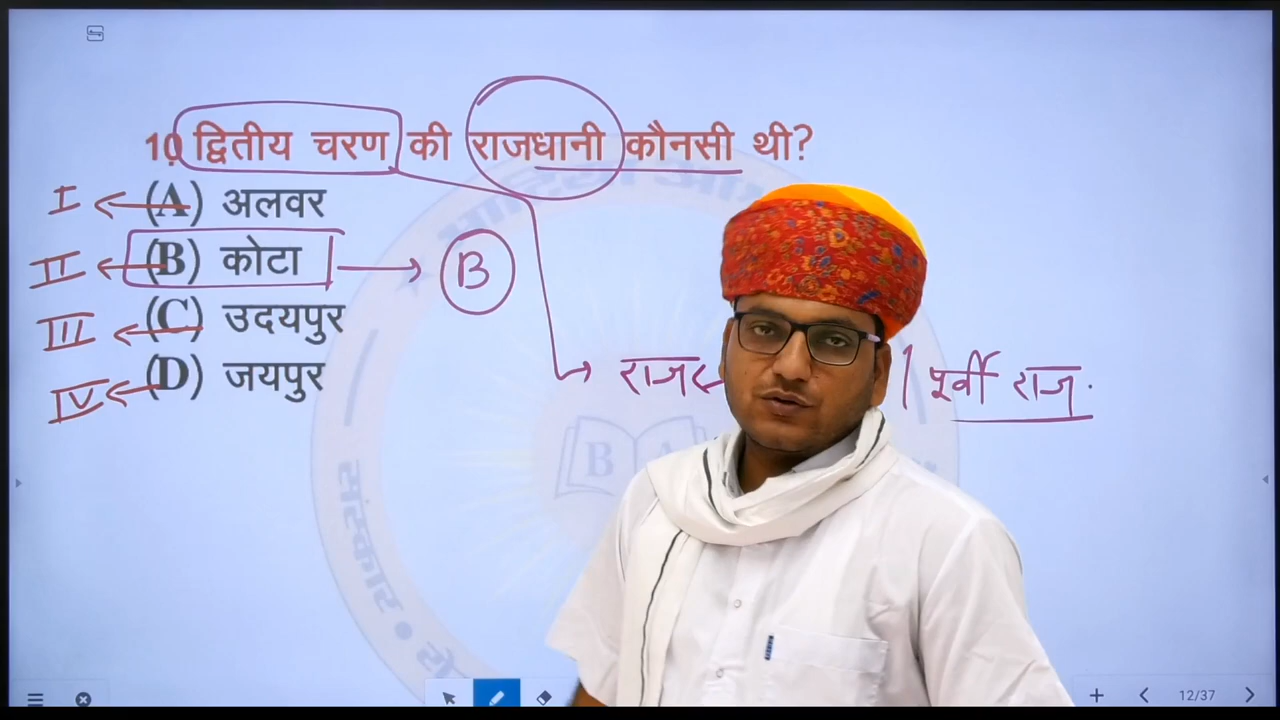 10. द्वितीय चरण की राजधानी कौनसी थी?
I (A) अलवर
II (B) कोटा B
III (C) उदयपुर
IV (D) जयपुर
/ पूर्वी राज.
B A
संस्कार
12/37